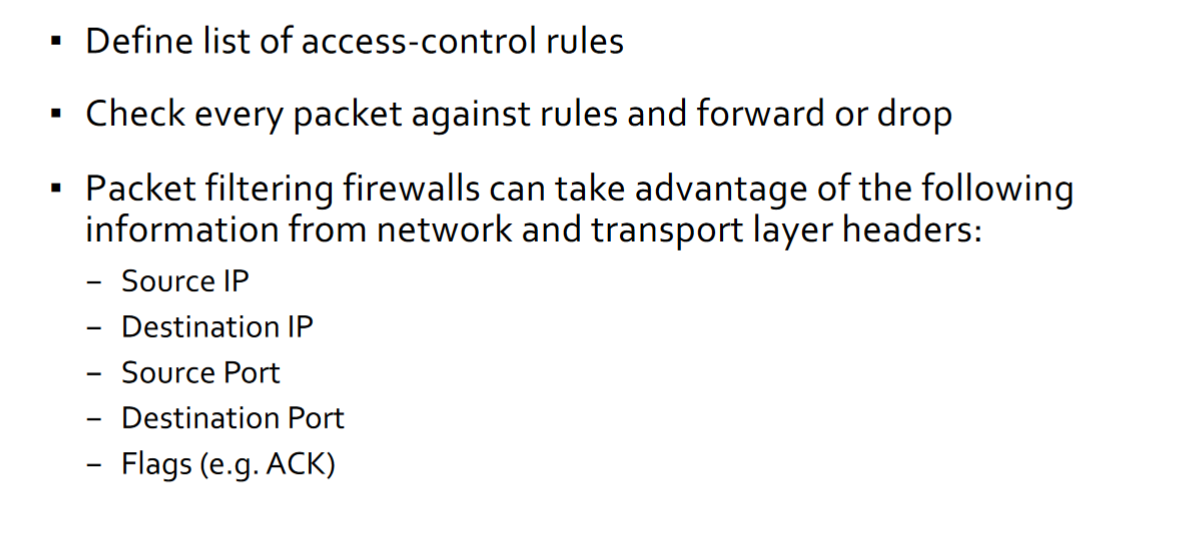 ▪ Define list of access-control rules
▪ Check every packet against rules and forward or drop
▪ Packet filtering firewalls can take advantage of the following
information from network and transport layer headers:
– Source IP
– Destination IP
– Source Port
– Destination Port
– Flags (e.g. ACK)